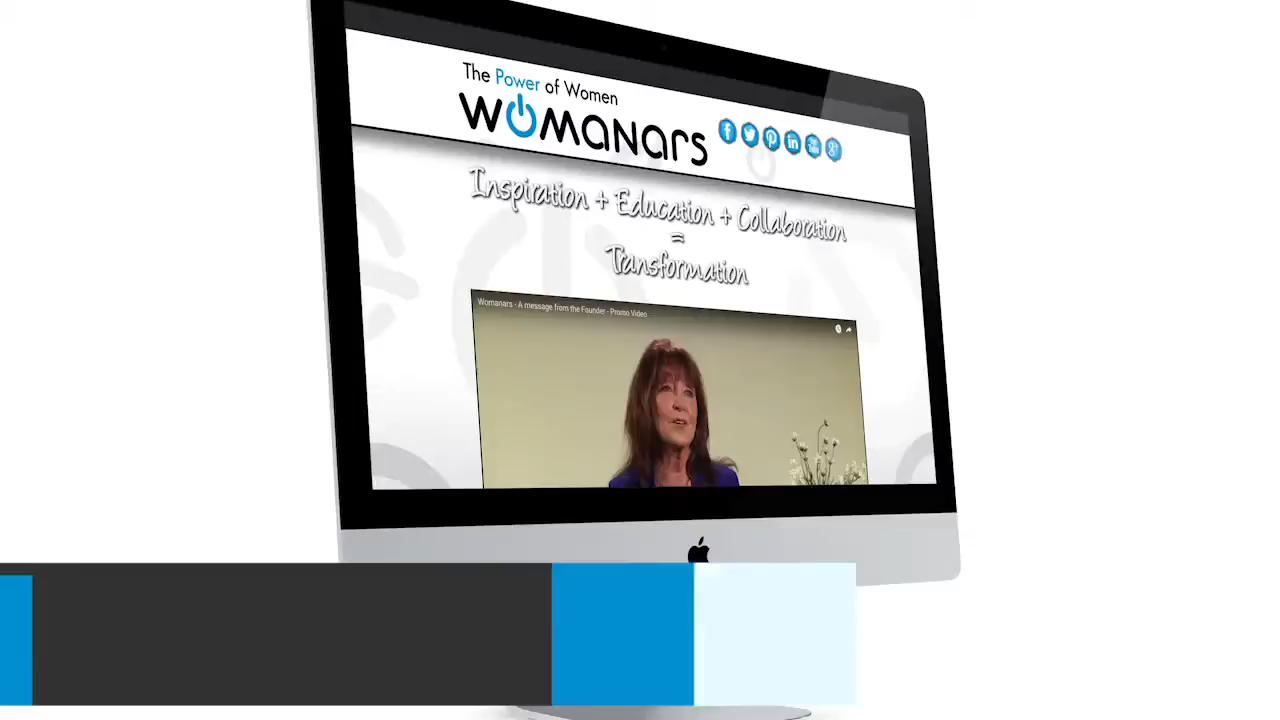 The Power of Women
WOMANARS
Inspiration + Education + Collaboration
=
Transformation
Womanars - A message from the Founder - Promo Video